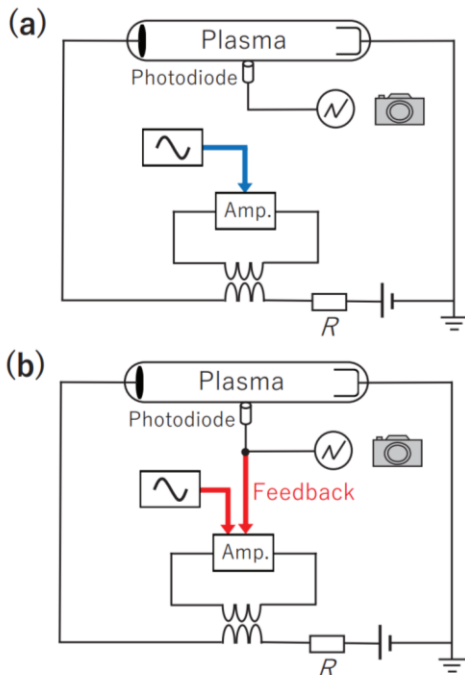 (a)
Plasma
Photodiode
Amp.
R
(b)
Plasma
Photodiode
Feedback
Amp.
R